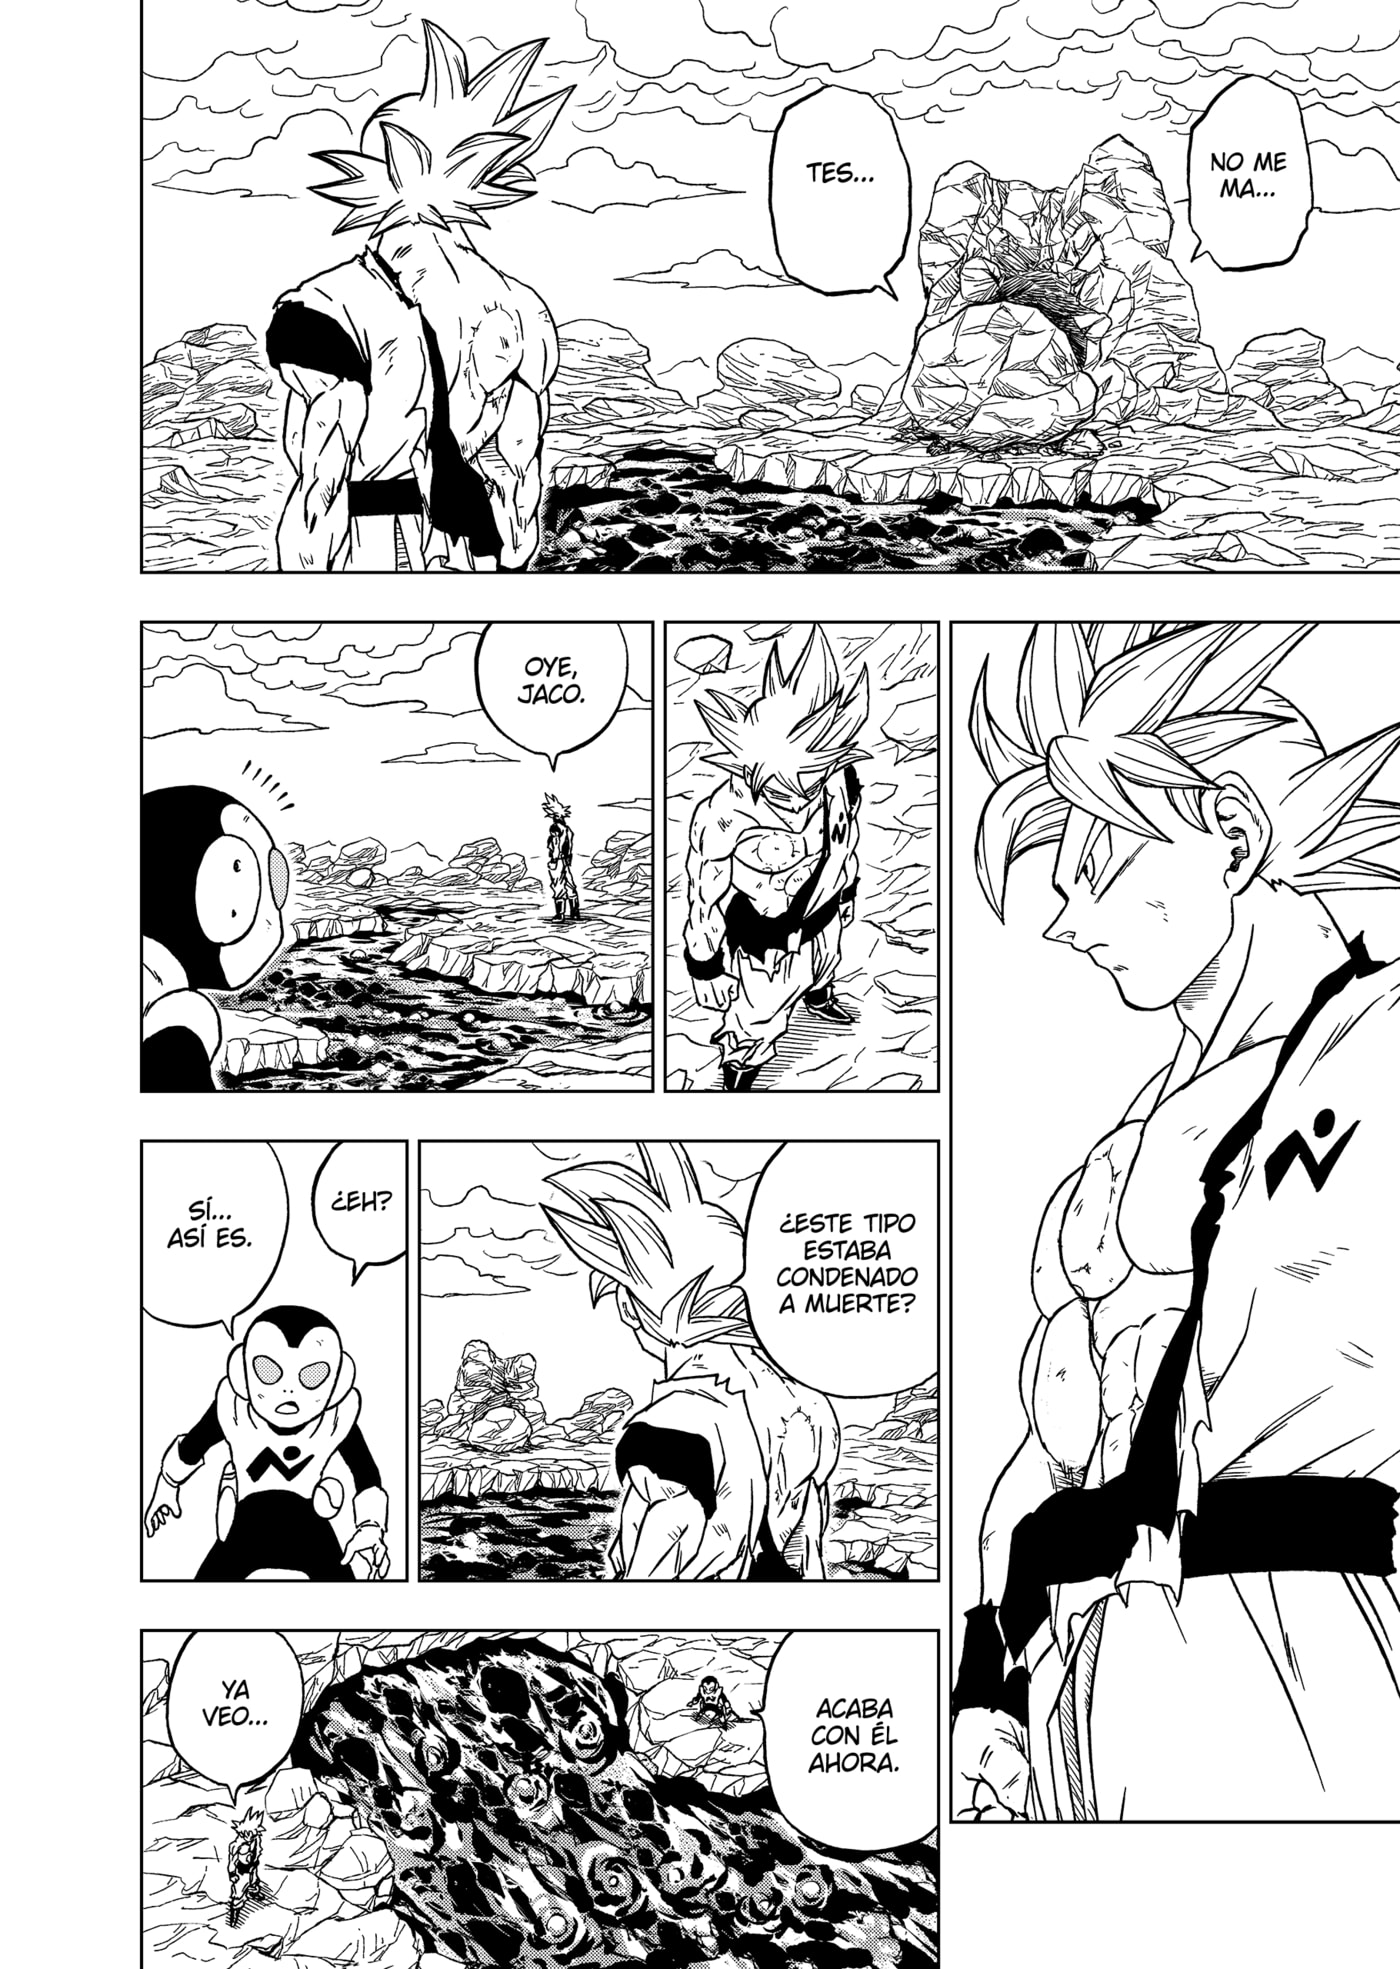 NO ME
MA...
TES...
OYE,
JACO.
¿ESTE TIPO
ESTABA
CONDENADO
A MUERTE?
¿EH?
SÍ...
ASÍ ES.
ACABA
CON ÉL
AHORA.
YA
VEO...